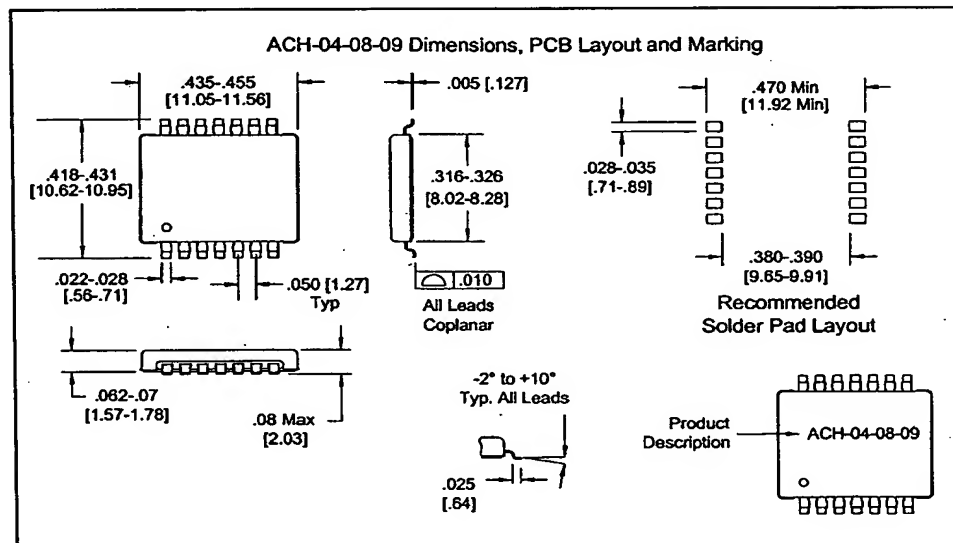 ACH-04-08-09 Dimensions, PCB Layout and Marking
.435-.455
[11.05-11.56]
.005 [.127]
.470 Min
[11.92 Min]
.418-.431
[10.62-10.95]
.316-.326
[8.02-8.28]
.028-.035
[.71-.89]
.022-.028
[.56-.71]
.050 [1.27]
Typ
.010
All Leads
Coplanar
.380-.390
[9.65-9.91]
Recommended
Solder Pad Layout
.062-.07
[1.57-1.78]
.08 Max
[2.03]
-2° to +10°
Typ. All Leads
.025
[.64]
Product
Description
ACH-04-08-09